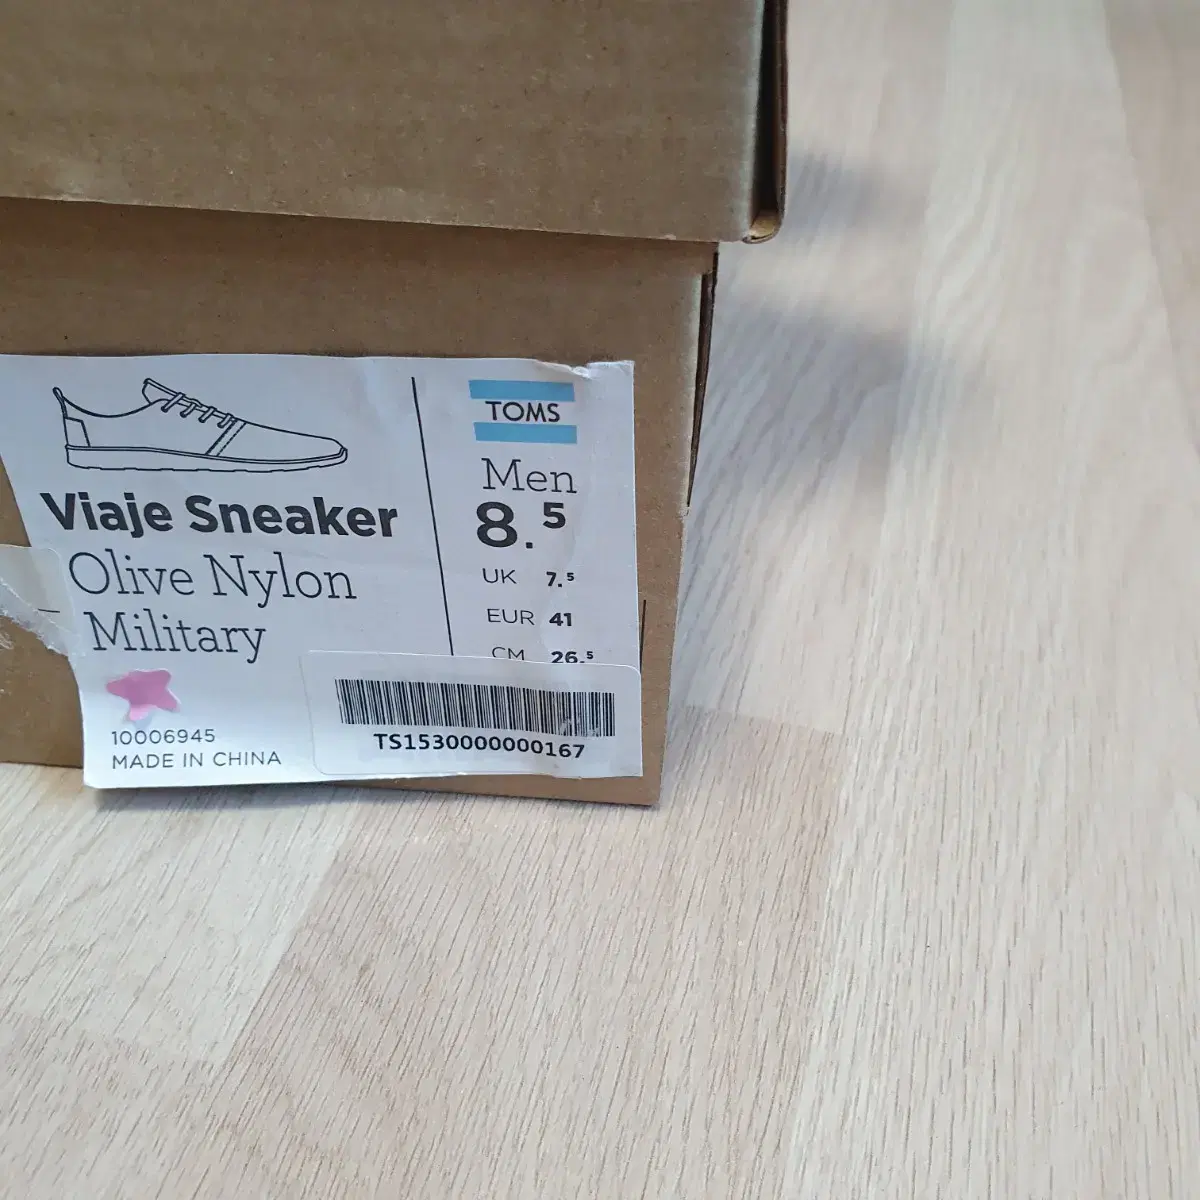 Viaje Sneaker
Olive Nylon
Military
10006945
MADE IN CHINA
TOMS
Men
8.5
UK 7.5
EUR 41
CM 26.5
TS1530000000167